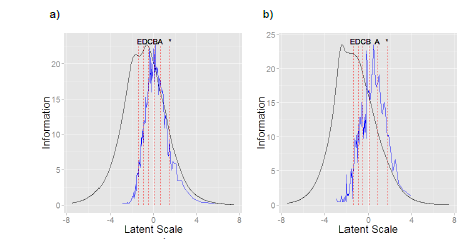 a)
EDCBA *
20
15
10
5
0
Information
-8 -4 0 4 8
Latent Scale
b)
EDCB A *
25
20
15
10
5
0
Information
-8 -4 0 4 8
Latent Scale